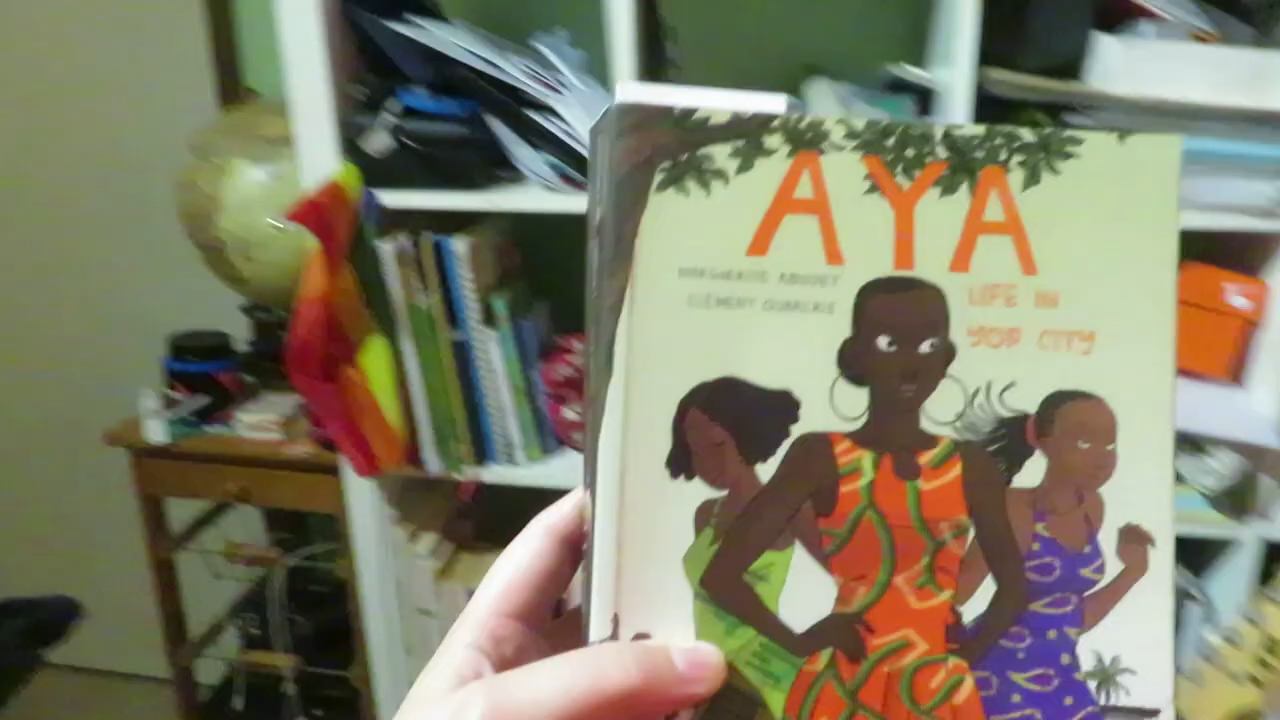 AYA
MARGUERITE ABOUET
CLÉMENT OUBRERIE
LIFE IN
YOP CITY